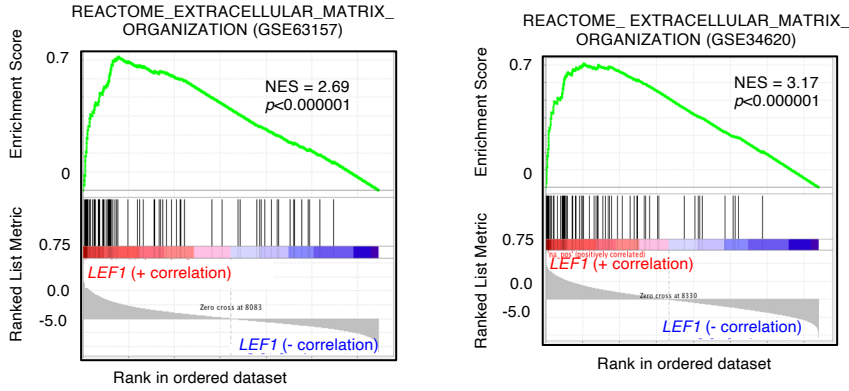 REACTOME_EXTRACELLULAR_MATRIX_
ORGANIZATION (GSE63157)
Enrichment Score
0.7
0
NES = 2.69
p<0.000001
Ranked List Metric
0.75
0.0
-5.0
LEF1 (+ correlation)
Zero cross at 8083
LEF1 (- correlation)
Rank in ordered dataset
REACTOME_ EXTRACELLULAR_MATRIX_
ORGANIZATION (GSE34620)
Enrichment Score
0.7
0
NES = 3.17
p<0.000001
Ranked List Metric
0.75
0.0
-5.0
'na_pos' (positively correlated)
LEF1 (+ correlation)
Zero cross at 8330
LEF1 (- correlation)
Rank in ordered dataset